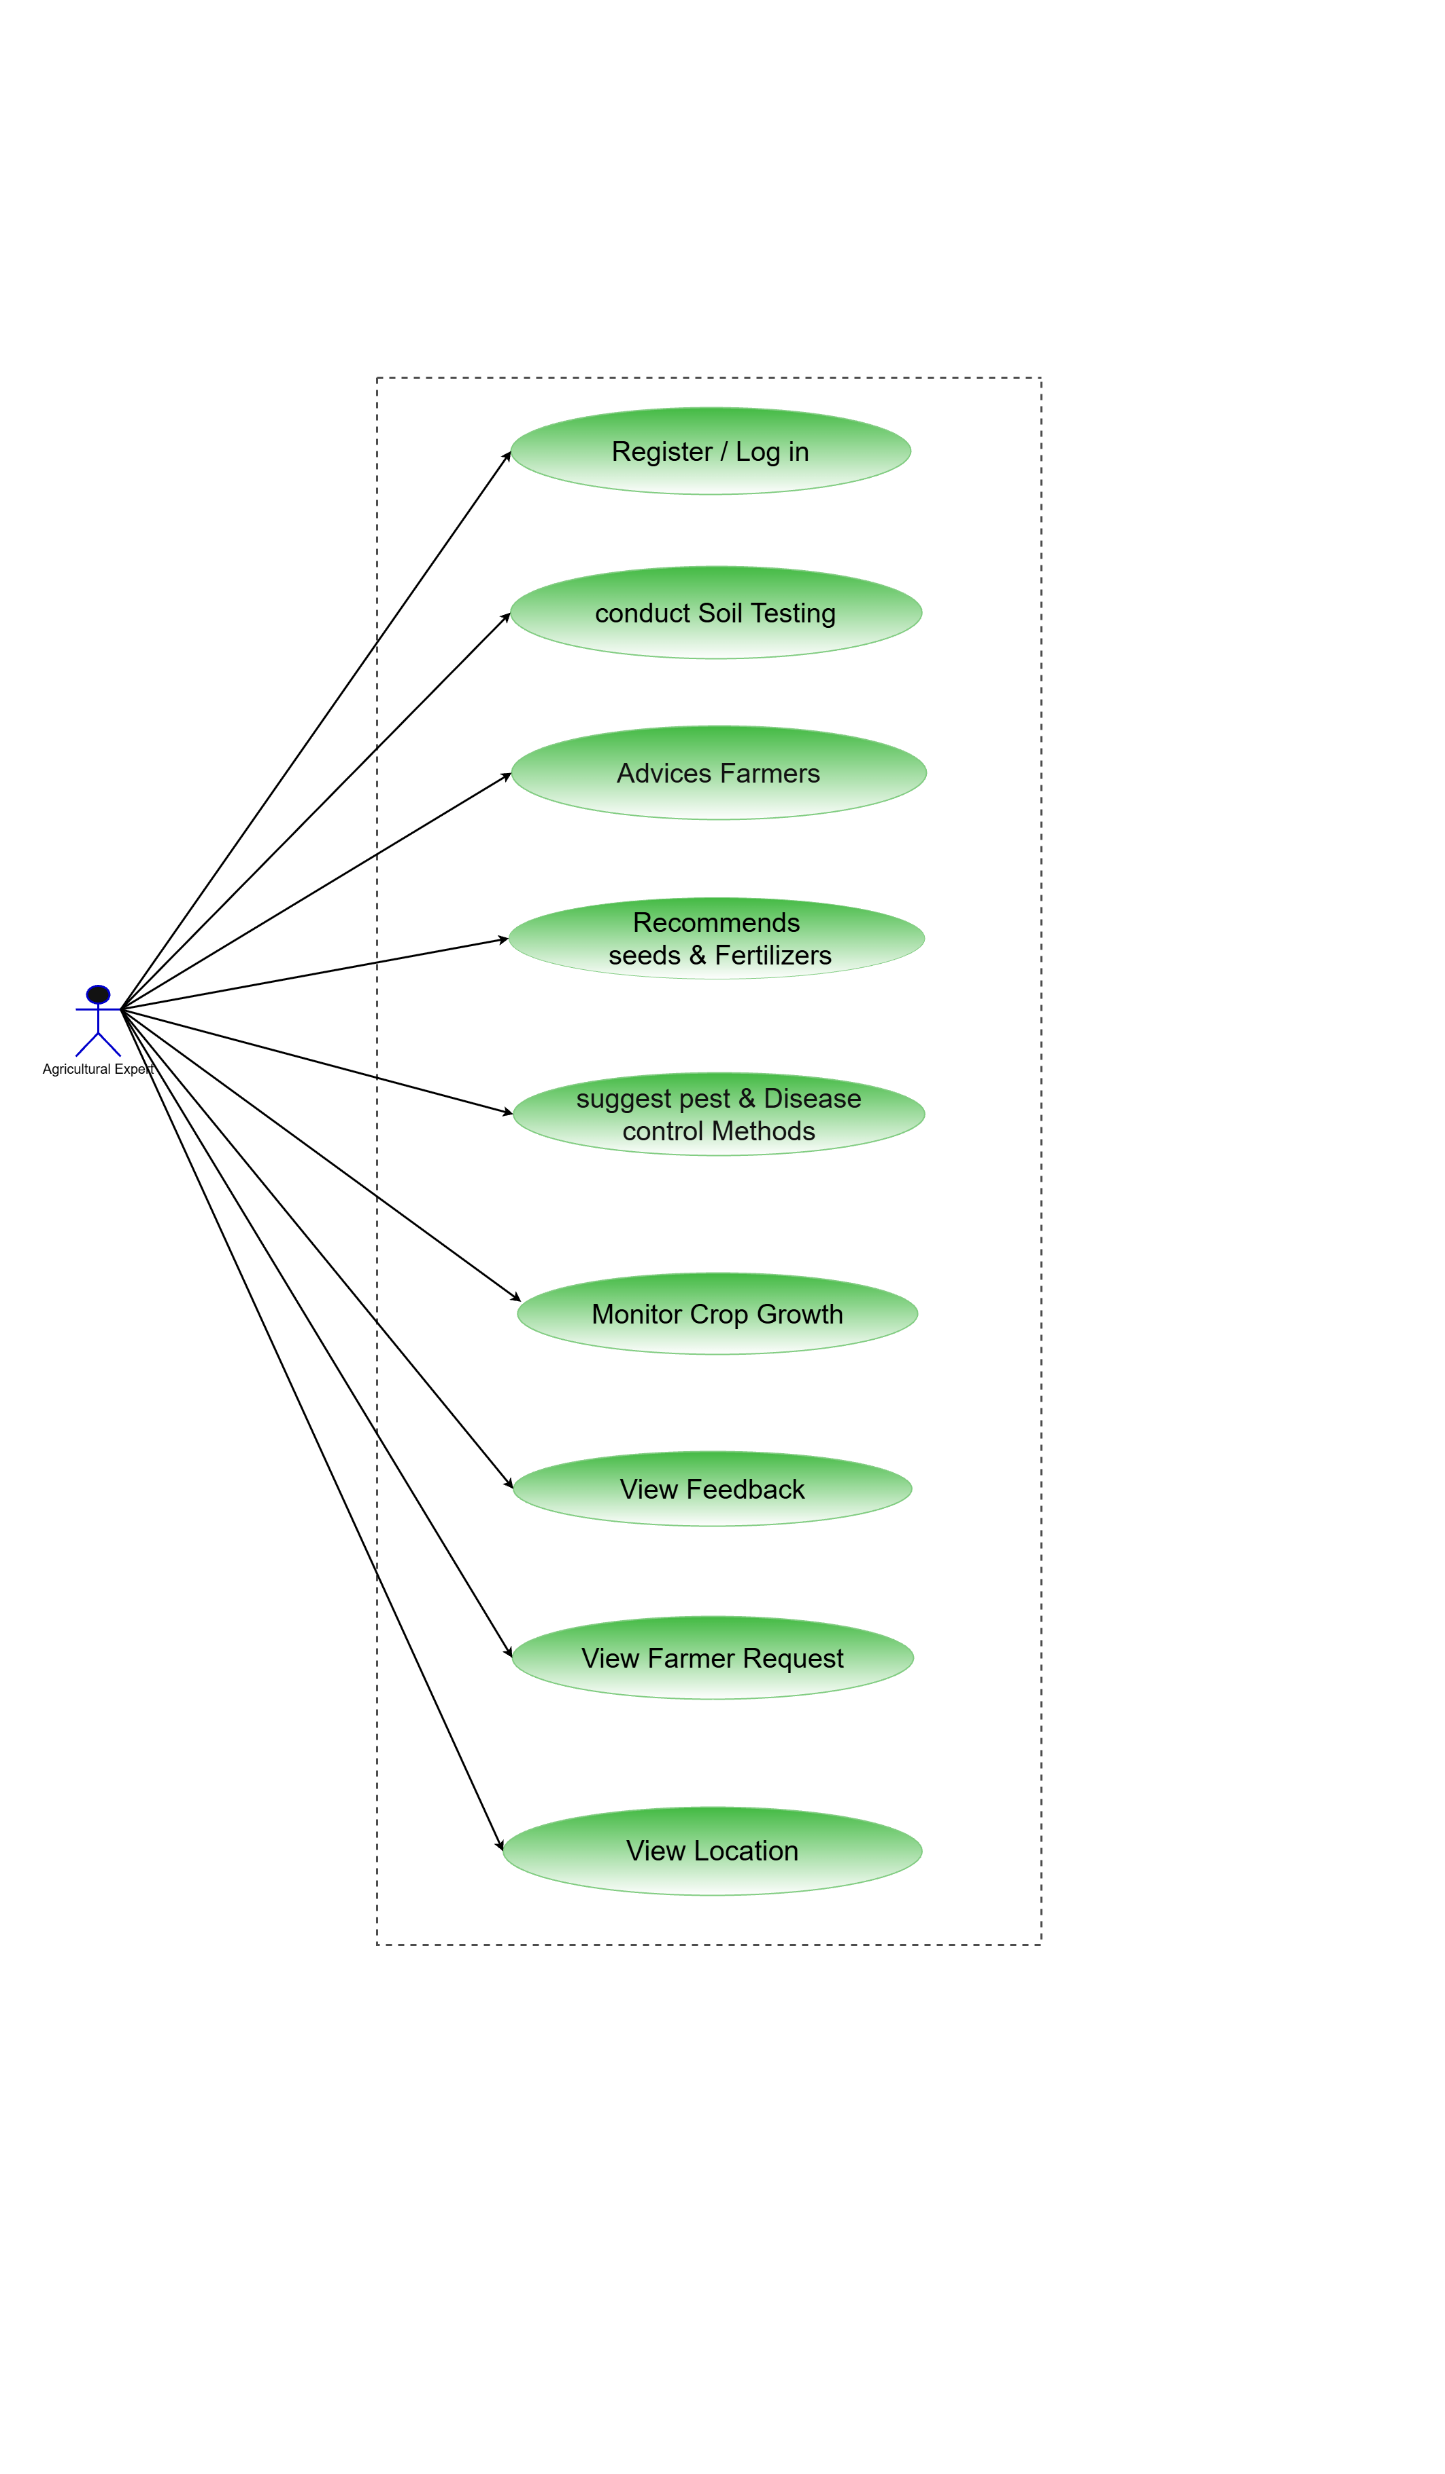 Register / Log in
conduct Soil Testing
Advices Farmers
Recommends
seeds & Fertilizers
Agricultural Expert
suggest pest & Disease
control Methods
Monitor Crop Growth
View Feedback
View Farmer Request
View Location